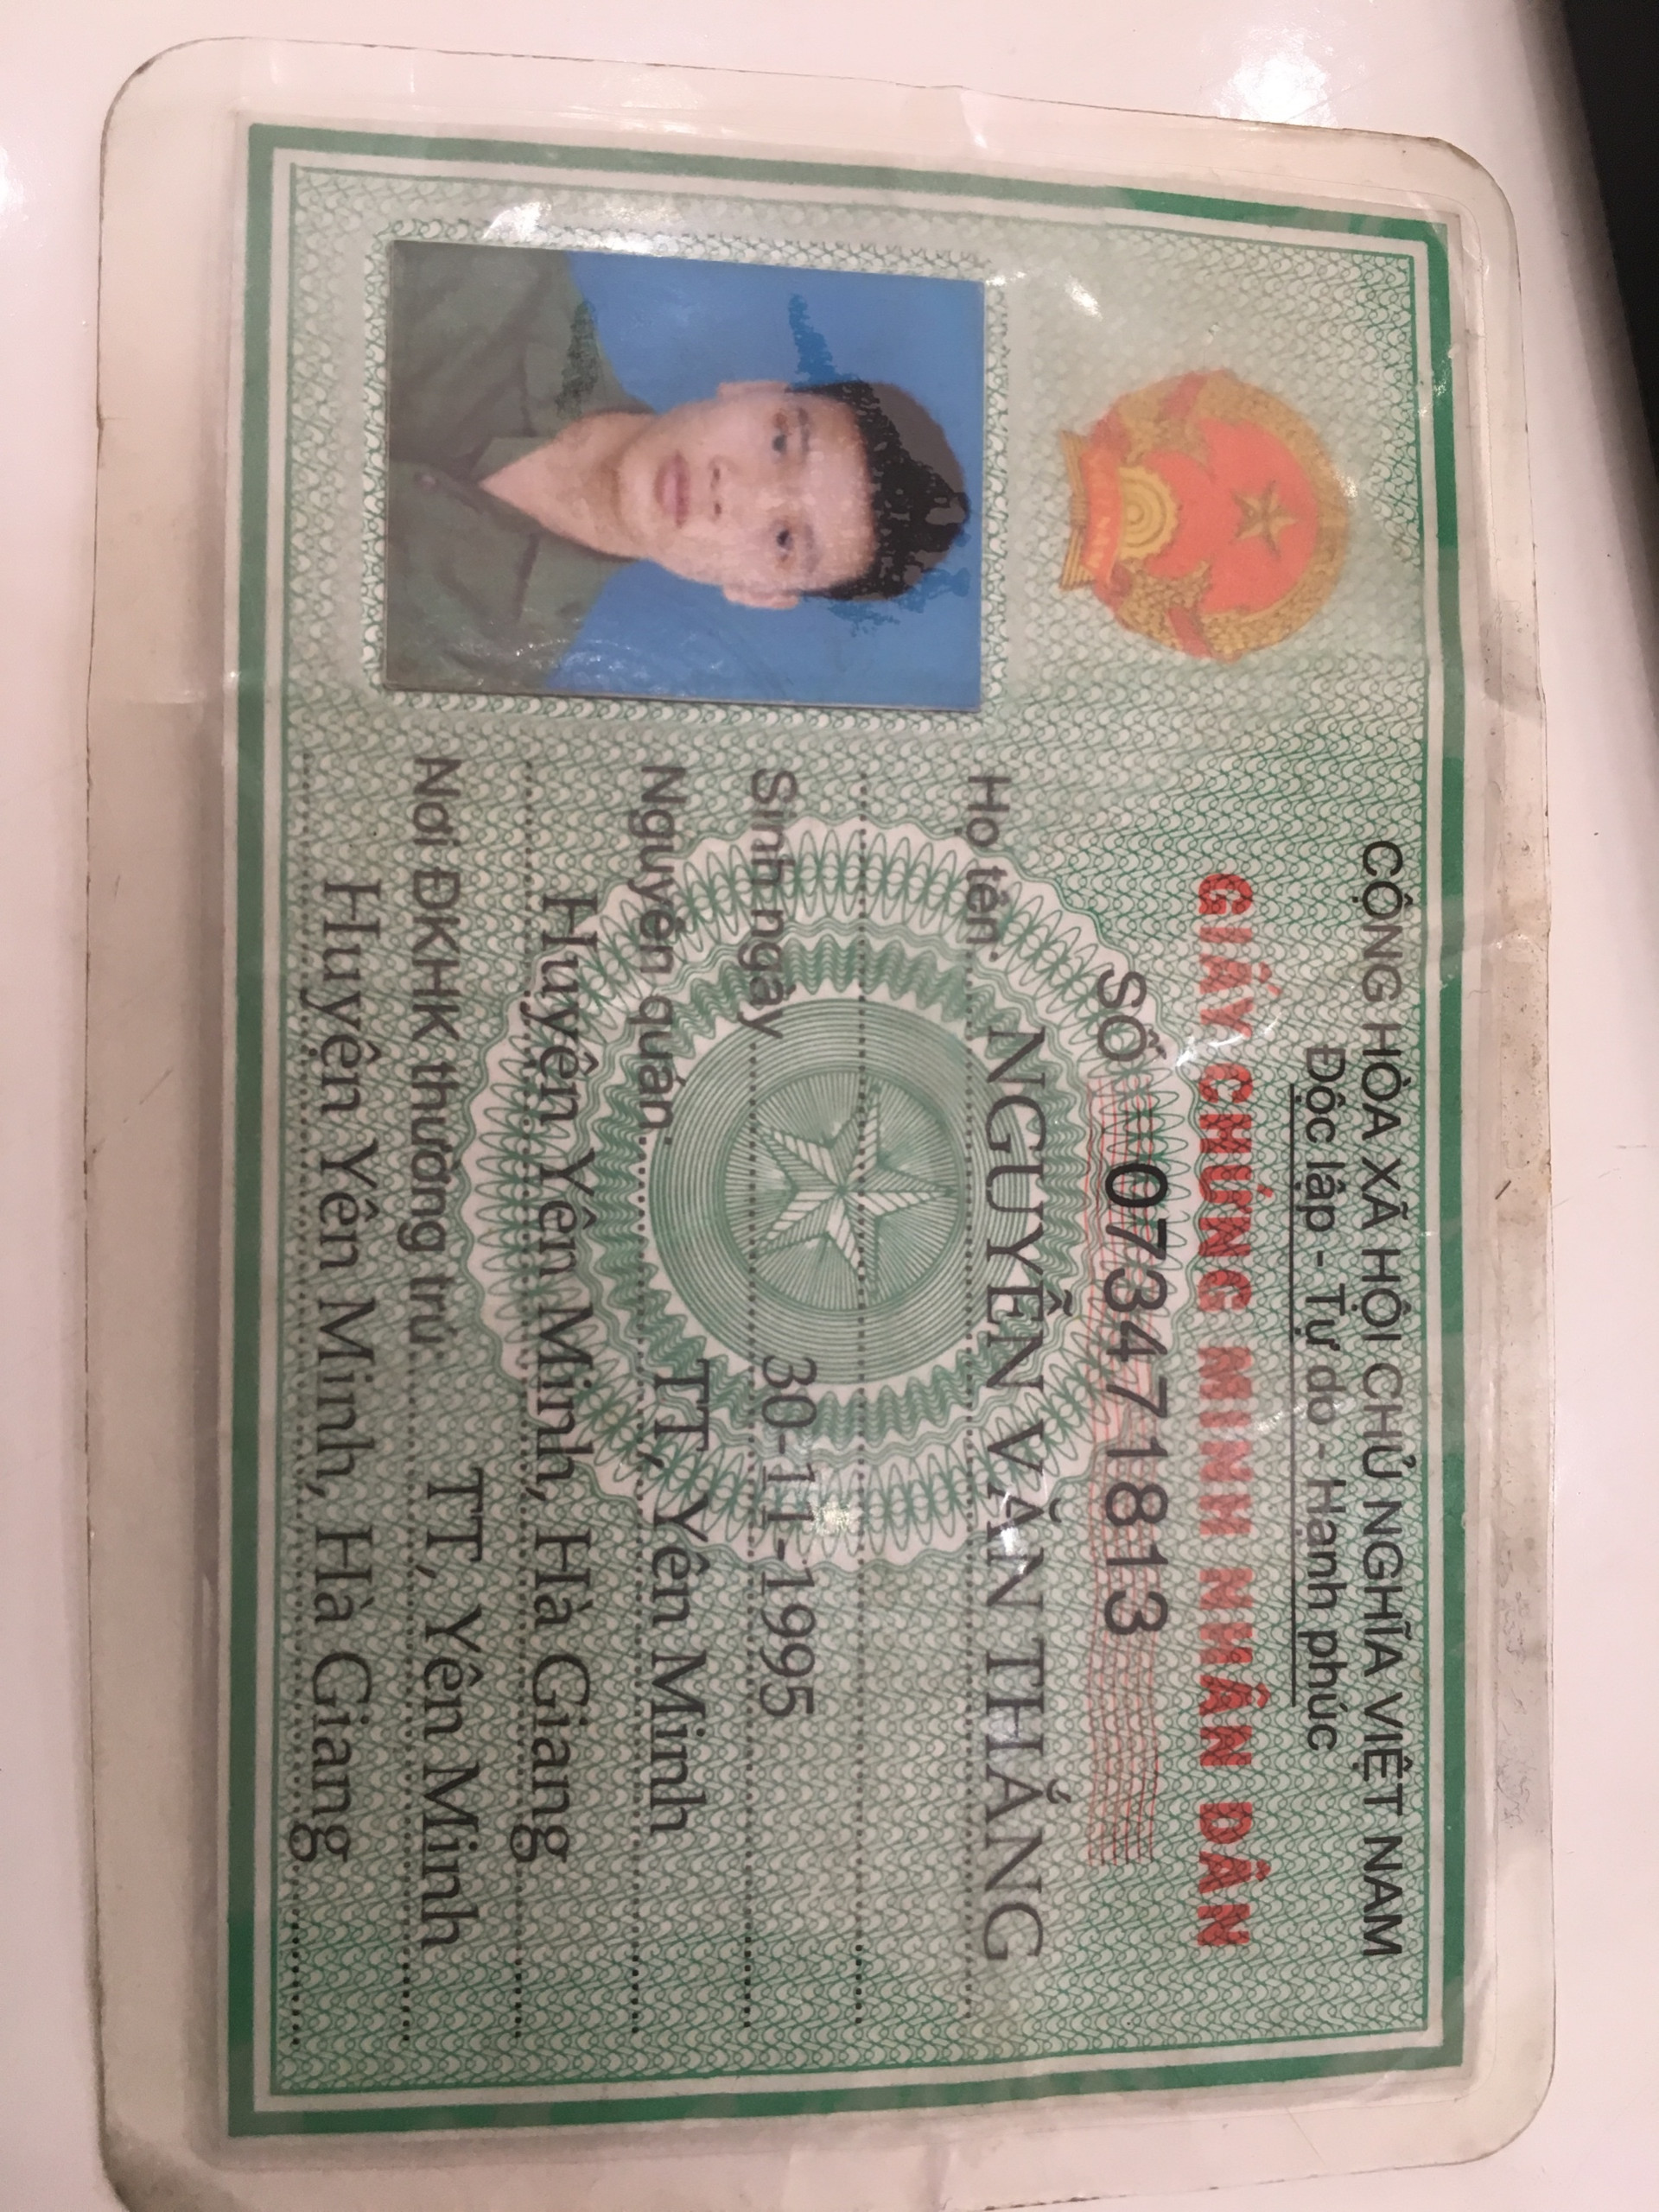 CỘNG HÒA XÃ HỘI CHỦ NGHĨA VIỆT NAM
Độc lập - Tự do - Hạnh phúc
GIẤY CHỨNG MINH NHÂN DÂN
SỐ 073471813
Họ tên: NGUYỄN VĂN THẮNG
Sinh ngày 30-11-1995
Nguyên quán: TT, Yên Minh
Huyện Yên Minh, Hà Giang
Nơi ĐKHK thường trú: TT, Yên Minh
Huyện Yên Minh, Hà Giang